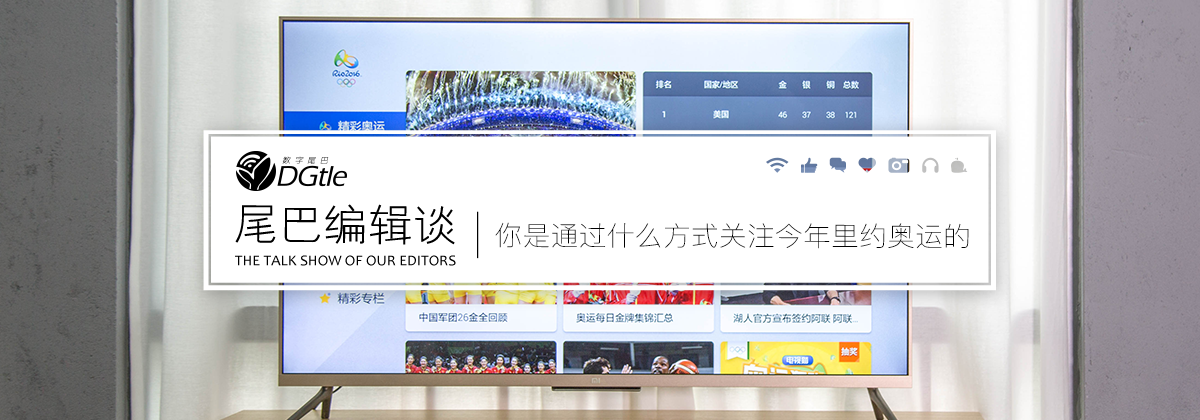 Rio2016
排名 国家/地区 金 银 铜 总数
1 美国 46 37 38 121
精彩奥运
数字尾巴
DGtle
尾巴编辑谈
你是通过什么方式关注今年里约奥运的
THE TALK SHOW OF OUR EDITORS
精彩专栏
中国军团26金全回顾
奥运每日金牌集锦汇总
湖人官方宣布签约阿联 阿联...
电视猫
抽奖